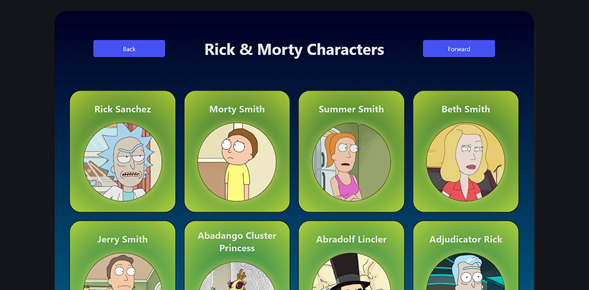 Back
Rick & Morty Characters
Forward
Rick Sanchez
Morty Smith
Summer Smith
Beth Smith
Jerry Smith
Abadango Cluster
Princess
Abradolf Lincler
Adjudicator Rick